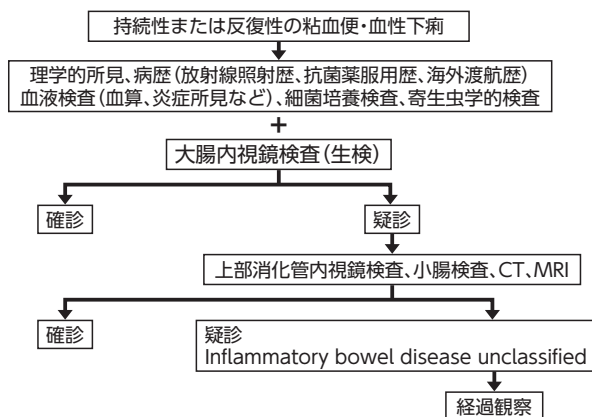 持続性または反復性の粘血便・血性下痢
理学的所見、病歴(放射線照射歴、抗菌薬服用歴、海外渡航歴)
血液検査(血算、炎症所見など)、細菌培養検査、寄生虫学的検査
+
大腸内視鏡検査(生検)
確診
疑診
上部消化管内視鏡検査、小腸検査、CT、MRI
確診
疑診
Inflammatory bowel disease unclassified
経過観察